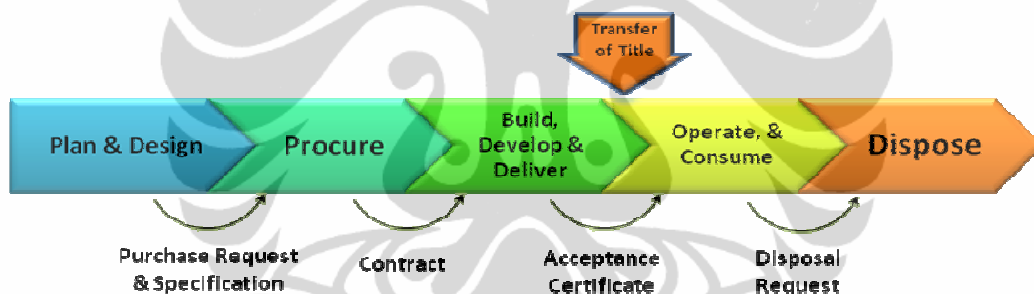 Transfer
of Title
Plan & Design
Procure
Build,
Develop &
Deliver
Operate, &
Consume
Dispose
Purchase Request
& Specification
Contract
Acceptance
Certificate
Disposal
Request